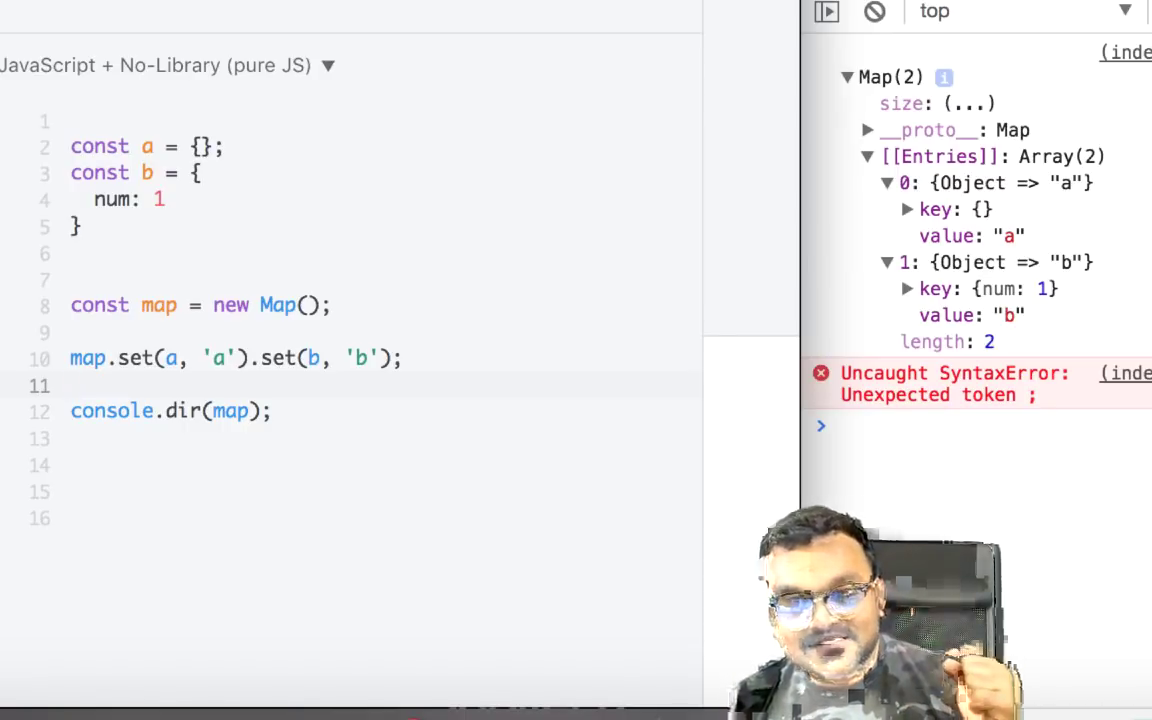 JavaScript + No-Library (pure JS) ▼
1
2 const a = {};
3 const b = {
4 num: 1
5 }
6
7
8 const map = new Map();
9
10 map.set(a, 'a').set(b, 'b');
11
12 console.dir(map);
13
14
15
16
top ▼
(inde
▼Map(2) i
size: (...)
▶__proto__: Map
▼[[Entries]]: Array(2)
▼0: {Object => "a"}
▶key: {}
value: "a"
▼1: {Object => "b"}
▶key: {num: 1}
value: "b"
length: 2
Uncaught SyntaxError: (inde
Unexpected token ;